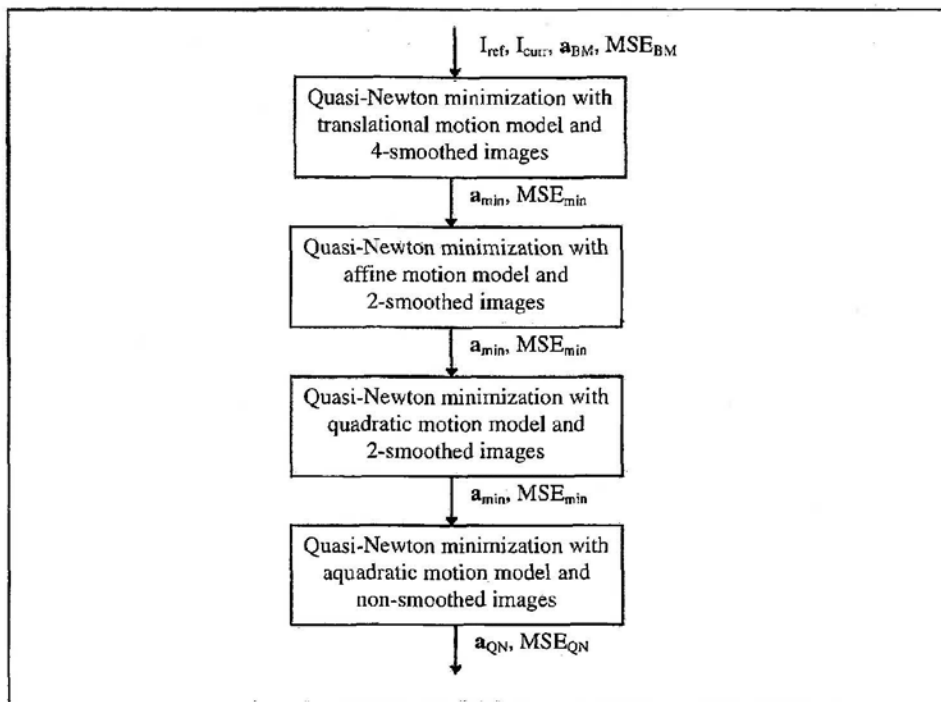 I_ref, I_curr, a_BM, MSE_BM
Quasi-Newton minimization with
translational motion model and
4-smoothed images
a_min, MSE_min
Quasi-Newton minimization with
affine motion model and
2-smoothed images
a_min, MSE_min
Quasi-Newton minimization with
quadratic motion model and
2-smoothed images
a_min, MSE_min
Quasi-Newton minimization with
aquadratic motion model and
non-smoothed images
a_QN, MSE_QN